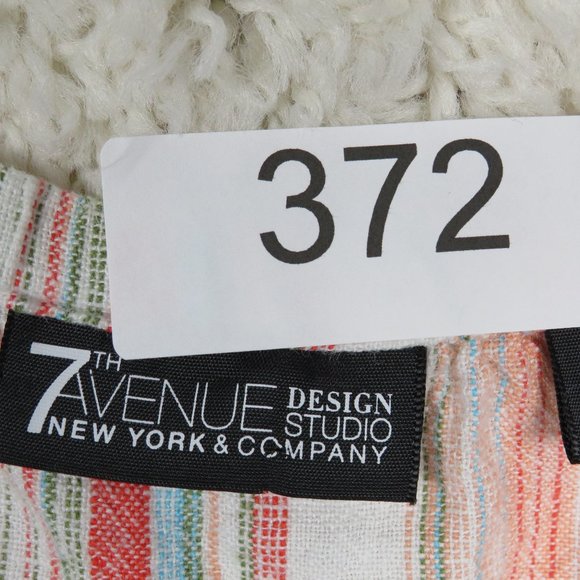 372
7TH AVENUE DESIGN STUDIO
NEW YORK & COMPANY